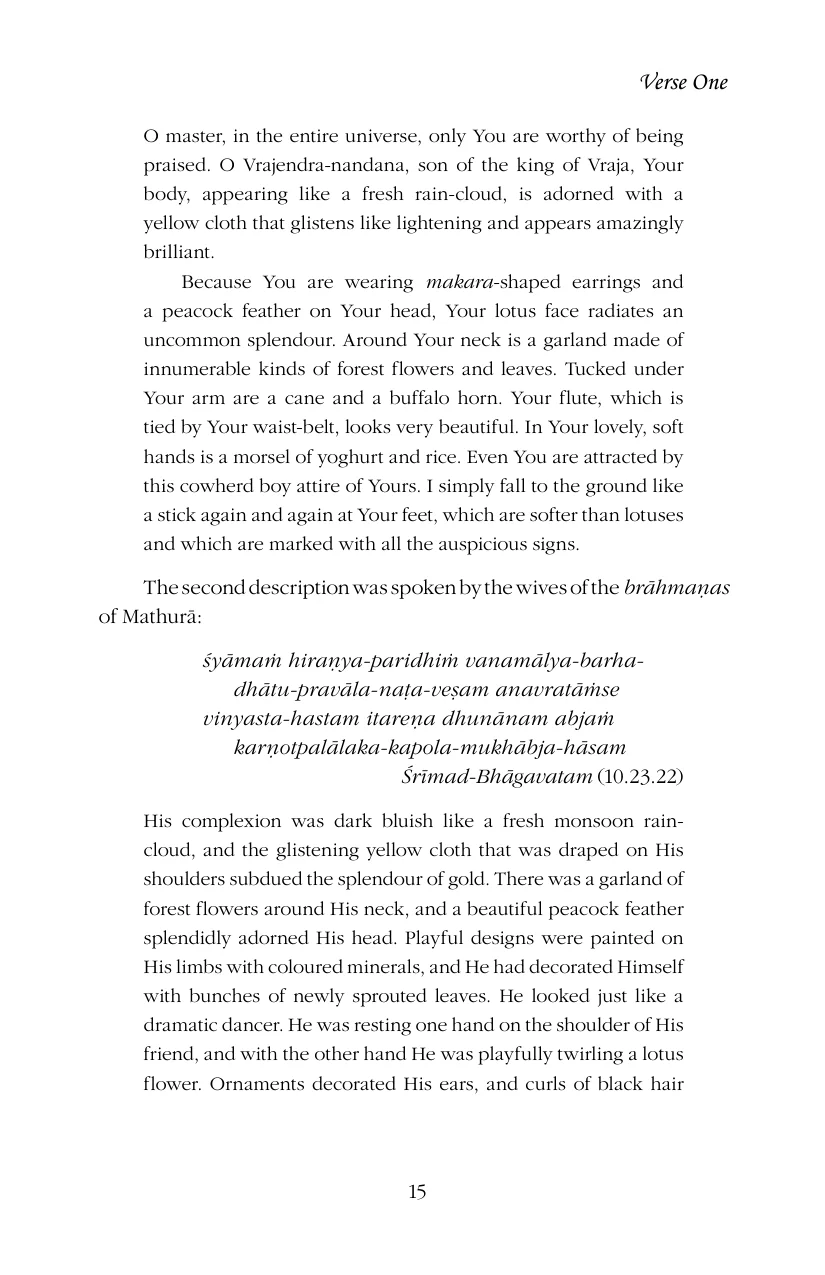 Verse One
O master, in the entire universe, only You are worthy of being
praised. O Vrajendra-nandana, son of the king of Vraja, Your
body, appearing like a fresh rain-cloud, is adorned with a
yellow cloth that glistens like lightening and appears amazingly
brilliant.
Because You are wearing makara-shaped earrings and
a peacock feather on Your head, Your lotus face radiates an
uncommon splendour. Around Your neck is a garland made of
innumerable kinds of forest flowers and leaves. Tucked under
Your arm are a cane and a buffalo horn. Your flute, which is
tied by Your waist-belt, looks very beautiful. In Your lovely, soft
hands is a morsel of yoghurt and rice. Even You are attracted by
this cowherd boy attire of Yours. I simply fall to the ground like
a stick again and again at Your feet, which are softer than lotuses
and which are marked with all the auspicious signs.
The second description was spoken by the wives of the brāhmaṇas
of Mathurā:
śyāmaṁ hiraṇya-paridhiṁ vanamālya-barha-
dhātu-pravāla-naṭa-veṣam anavratāṁse
vinyasta-hastam itareṇa dhunānam abjaṁ
karṇotpalālaka-kapola-mukhābja-hāsam
Śrīmad-Bhāgavatam (10.23.22)
His complexion was dark bluish like a fresh monsoon rain-
cloud, and the glistening yellow cloth that was draped on His
shoulders subdued the splendour of gold. There was a garland of
forest flowers around His neck, and a beautiful peacock feather
splendidly adorned His head. Playful designs were painted on
His limbs with coloured minerals, and He had decorated Himself
with bunches of newly sprouted leaves. He looked just like a
dramatic dancer. He was resting one hand on the shoulder of His
friend, and with the other hand He was playfully twirling a lotus
flower. Ornaments decorated His ears, and curls of black hair
15